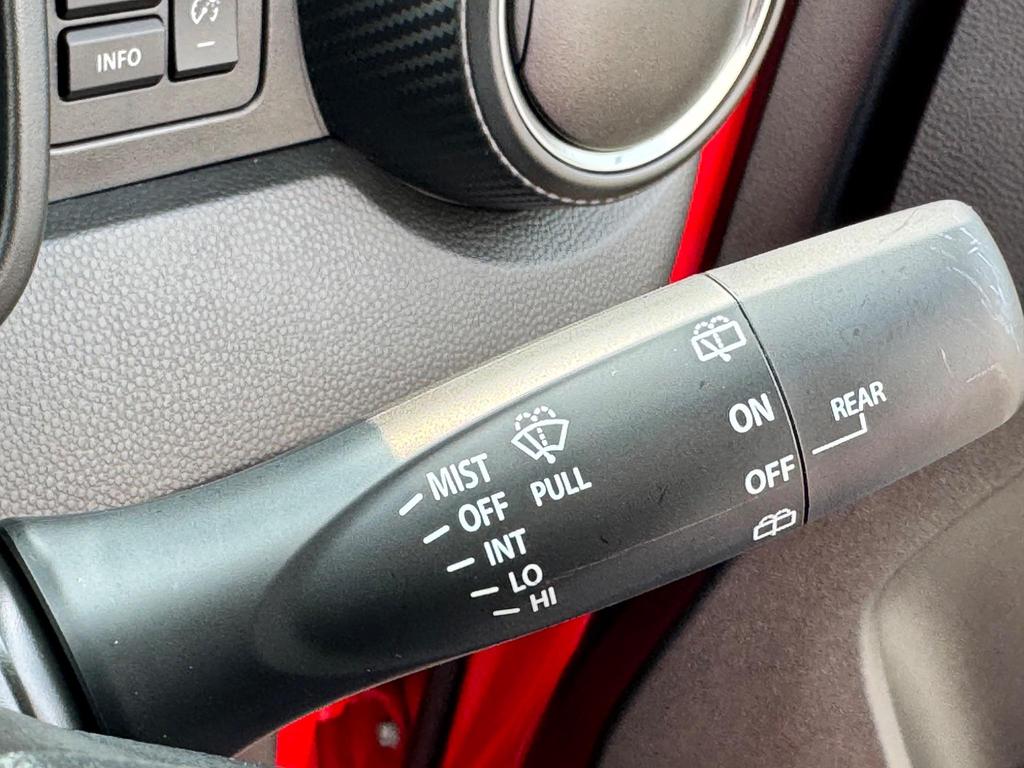 INFO
MIST
OFF
INT
LO
HI
PULL
ON
OFF
REAR